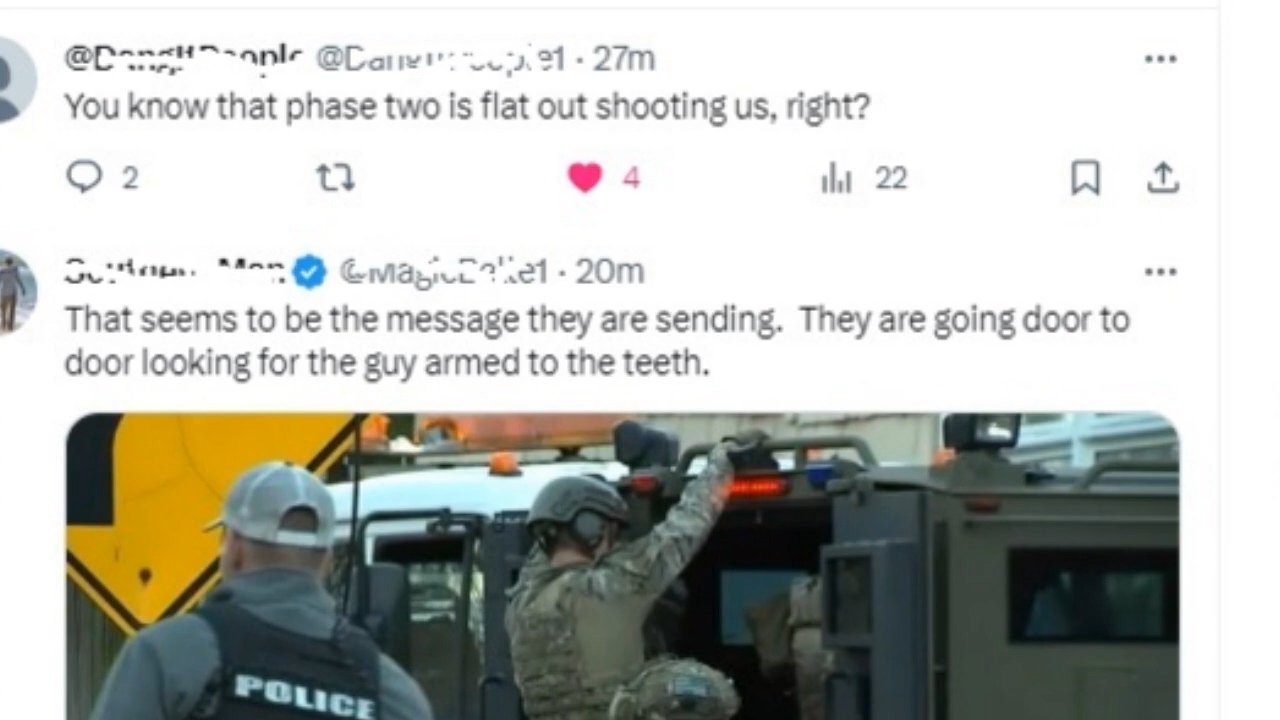 27m
You know that phase two is flat out shooting us, right?
2 4 22
20m
That seems to be the message they are sending. They are going door to
door looking for the guy armed to the teeth.
POLICE